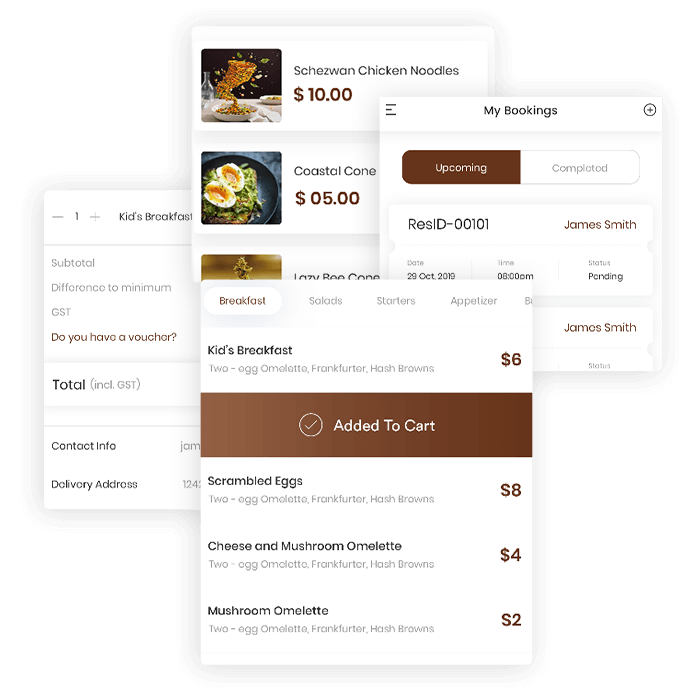 Schezwan Chicken Noodles
$ 10.00
Coastal Cone
$ 05.00
Lazy Bee Cone
My Bookings
Upcoming
Completed
ResID-00101
James Smith
Date
Time
Status
29 Oct, 2019
08:00pm
Panding
James Smith
Status
1
Kid's Breakfast
Subtotal
Difference to minimum
GST
Do you have a voucher?
Total (incl. GST)
Contact Info
jam
Delivery Address
1242
Breakfast
Salads
Starters
Appetizer
Kid's Breakfast
$6
Two - egg Omelette, Frankfurter, Hash Browns
Added To Cart
Scrambled Eggs
$8
Two - egg Omelette, Frankfurter, Hash Browns
Cheese and Mushroom Omelette
$4
Two - egg Omelette, Frankfurter, Hash Browns
Mushroom Omelette
$2
Two - egg Omelette, Frankfurter, Hash Browns